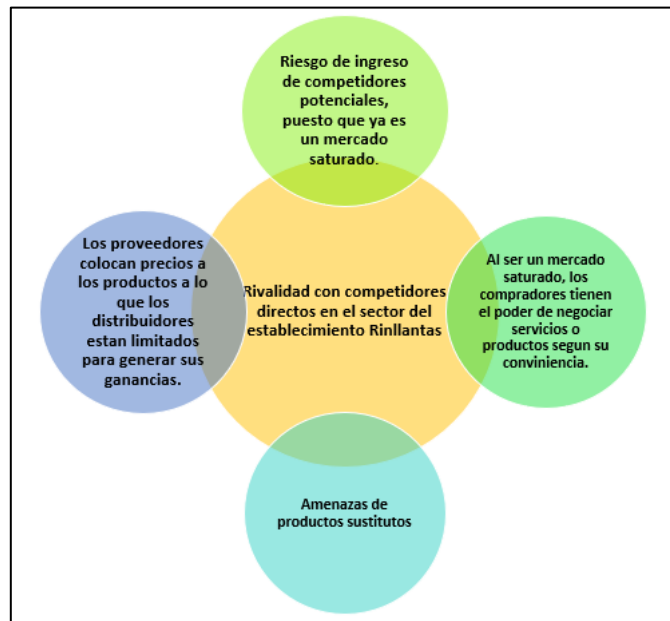 Riesgo de ingreso
de competidores
potenciales,
puesto que ya es
un mercado
saturado.
Los proveedores
colocan precios a
los productos a lo
que los
distribuidores
estan limitados
para generar sus
ganancias.
Rivalidad con competidores
directos en el sector del
establecimiento Rinllantas
Al ser un mercado
saturado, los
compradores tienen
el poder de negociar
servicios o
productos segun su
conviniencia.
Amenazas de
productos sustitutos